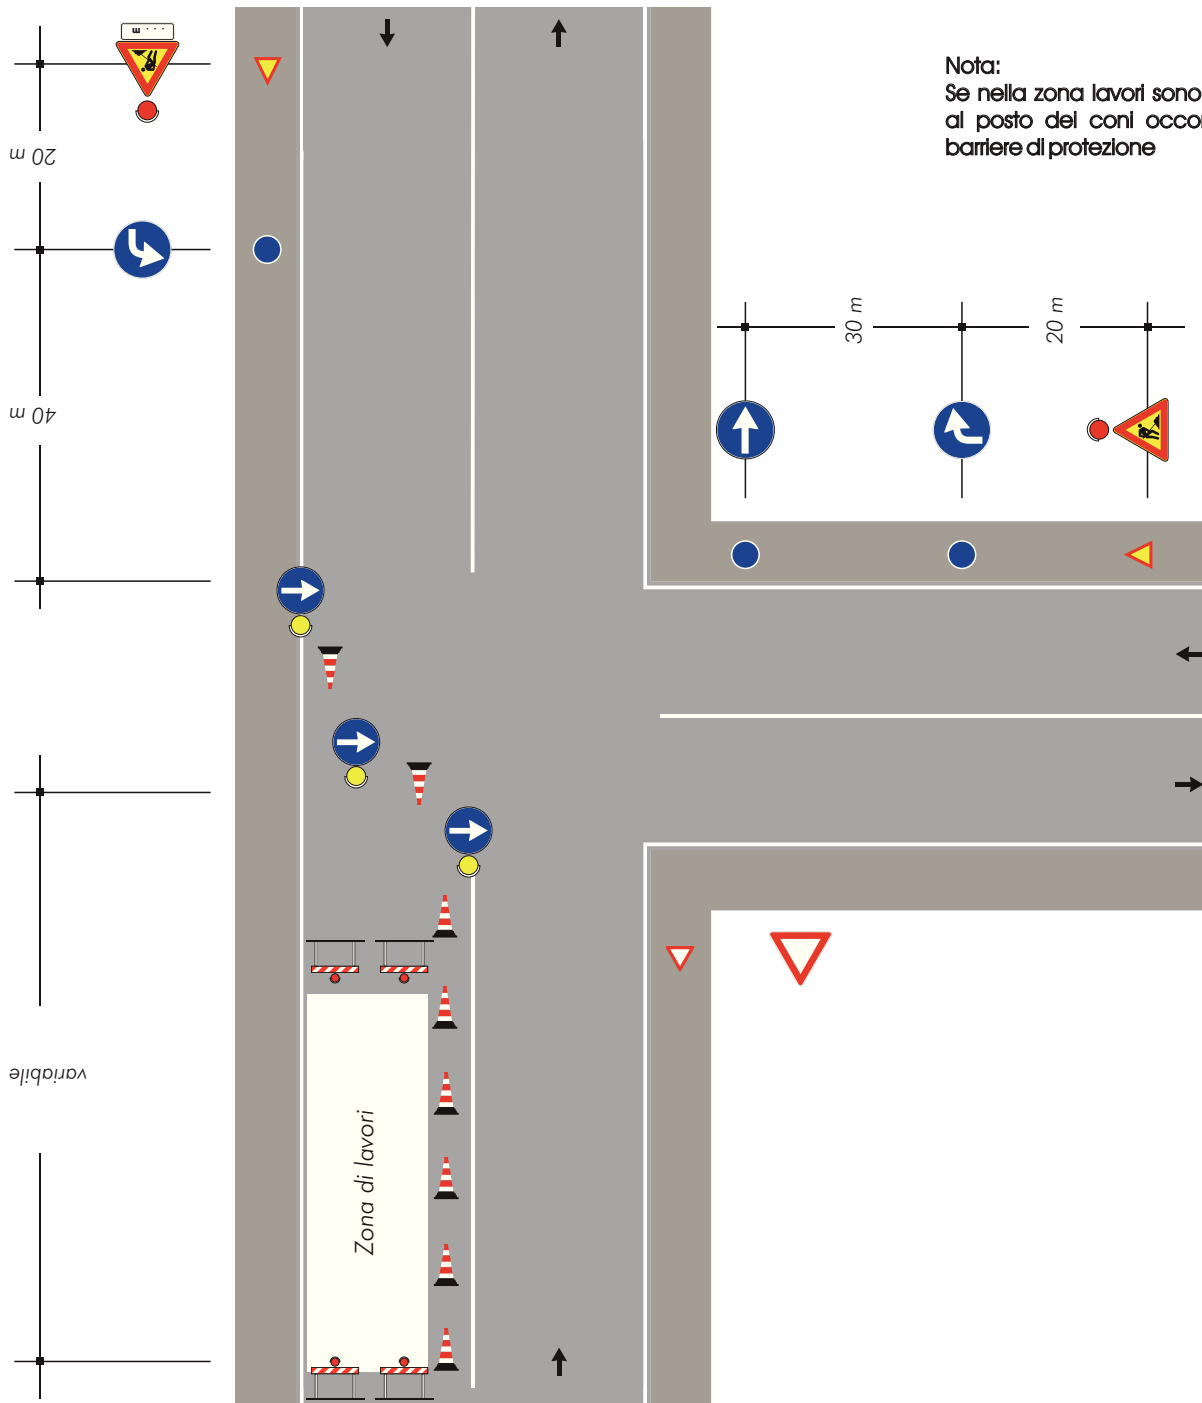 m . . .
20 m
40 m
variabile
Nota:
Se nella zona lavori sono
al posto dei coni
barriere di protezione
30 m
20 m
Zona di lavori